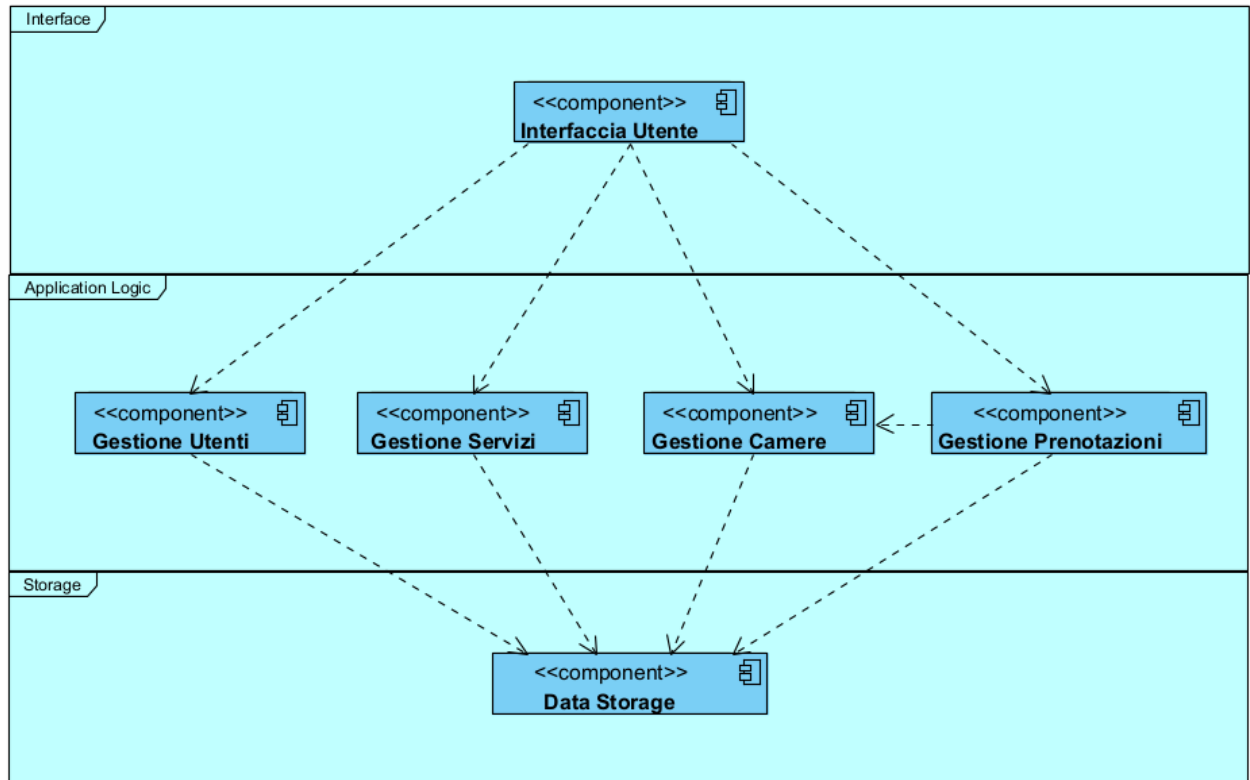 Interface
<<component>>
Interfaccia Utente
Application Logic
<<component>>
Gestione Utenti
<<component>>
Gestione Servizi
<<component>>
Gestione Camere
<<component>>
Gestione Prenotazioni
Storage
<<component>>
Data Storage